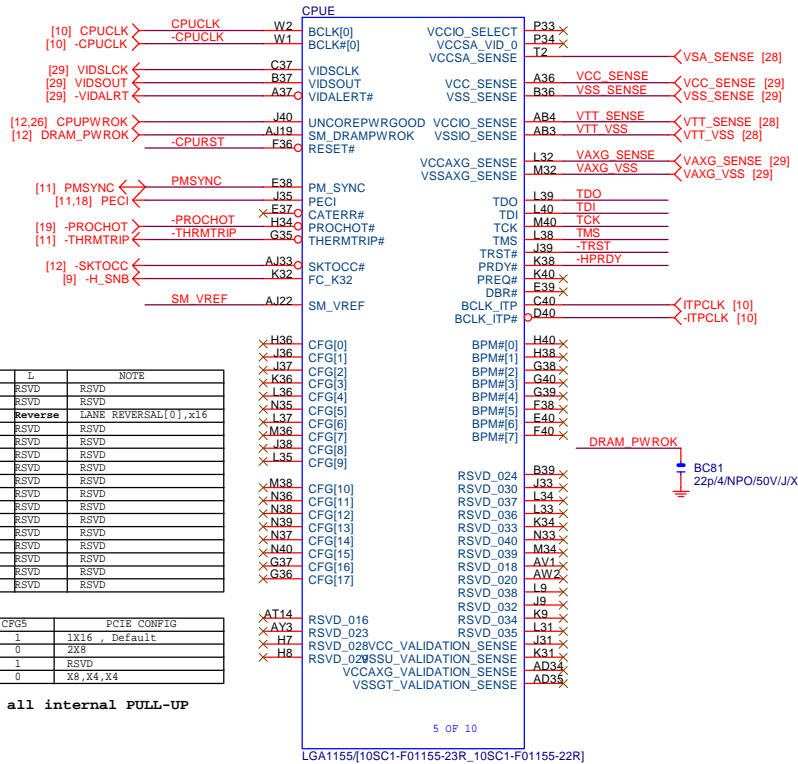 CPUE
[10] CPUCLK CPUCLK W2 BCLK[0]
[10] -CPUCLK -CPUCLK W1 BCLK#[0]
[29] VIDSLCK C37 VIDSCLK
[29] VIDSOUT B37 VIDSOUT
[29] -VIDALRT A37 VIDALERT#
[12,26] CPUPWROK J40 UNCOREPWRGOOD
[12] DRAM_PWROK AJ19 SM_DRAMPWROK
-CPURST F36 RESET#
[11] PMSYNC PMSYNC E38 PM_SYNC
[11,18] PECI J35 PECI
E37 CATERR#
[19] -PROCHOT -PROCHOT H34 PROCHOT#
[11] -THRMTRIP -THRMTRIP G35 THERMTRIP#
[12] -SKTOCC AJ33 SKTOCC#
[9] -H_SNB K32 FC_K32
SM_VREF AJ22 SM_VREF
H36 CFG[0]
J36 CFG[1]
J37 CFG[2]
K36 CFG[3]
L36 CFG[4]
N35 CFG[5]
L37 CFG[6]
M36 CFG[7]
J38 CFG[8]
L35 CFG[9]
M38 CFG[10]
N36 CFG[11]
N38 CFG[12]
N39 CFG[13]
N37 CFG[14]
N40 CFG[15]
G37 CFG[16]
G36 CFG[17]
AT14 RSVD_016
AY3 RSVD_023
H7 RSVD_028
H8 RSVD_029
VCCIO_SELECT P33
VCCSA_VID_0 P34
VCCSA_SENSE T2 VSA_SENSE [28]
VCC_SENSE A36 VCC_SENSE VCC_SENSE [29]
VSS_SENSE B36 VSS_SENSE VSS_SENSE [29]
VCCIO_SENSE AB4 VTT_SENSE VTT_SENSE [28]
VSSIO_SENSE AB3 VTT_VSS VTT_VSS [28]
VCCAXG_SENSE L32 VAXG_SENSE VAXG_SENSE [29]
VSSAXG_SENSE M32 VAXG_VSS VAXG_VSS [29]
TDO L39 TDO
TDI L40 TDI
TCK M40 TCK
TMS L38 TMS
TRST# J39 -TRST
PRDY# K38 -HPRDY
PREQ# K40
DBR# E39
BCLK_ITP C40 ITPCLK [10]
BCLK_ITP# D40 -ITPCLK [10]
BPM#[0] H40
BPM#[1] H38
BPM#[2] G38
BPM#[3] G40
BPM#[4] G39
BPM#[5] F38
BPM#[6] E40
BPM#[7] F40
RSVD_024 B39
RSVD_030 J33
RSVD_037 L34
RSVD_036 L33
RSVD_033 K34
RSVD_040 N33
RSVD_039 M34
RSVD_018 AV1
RSVD_020 AW2
RSVD_038 L9
RSVD_032 J9
RSVD_034 K9
RSVD_035 L31
VCC_VALIDATION_SENSE J31
VSSU_VALIDATION_SENSE K31
VCCAXG_VALIDATION_SENSE AD34
VSSGT_VALIDATION_SENSE AD35
5 OF 10
LGA1155/[10SC1-F01155-23R_10SC1-F01155-22R]
DRAM_PWROK
BC81
22p/4/NPO/50V/J/X
L NOTE
RSVD RSVD
RSVD RSVD
Reverse LANE REVERSAL[0],x16
RSVD RSVD
RSVD RSVD
RSVD RSVD
RSVD RSVD
RSVD RSVD
RSVD RSVD
RSVD RSVD
RSVD RSVD
RSVD RSVD
RSVD RSVD
RSVD RSVD
RSVD RSVD
RSVD RSVD
CFG5 PCIE CONFIG
1 1X16 , Default
0 2X8
1 RSVD
0 X8,X4,X4
all internal PULL-UP